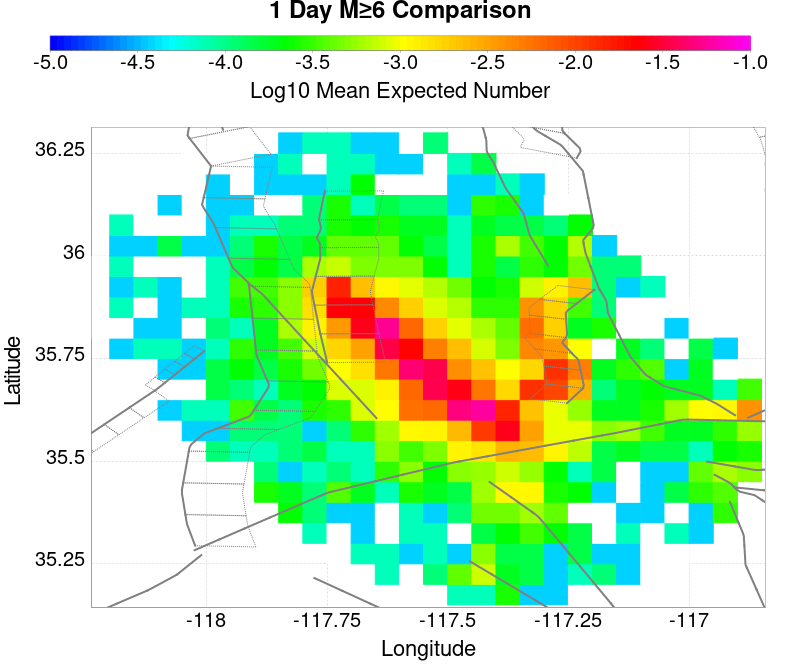 1 Day M≥6 Comparison
-5.0 -4.5 -4.0 -3.5 -3.0 -2.5 -2.0 -1.5 -1.0
Log10 Mean Expected Number
36.25
36
35.75
35.5
35.25
Latitude
-118 -117.75 -117.5 -117.25 -117
Longitude